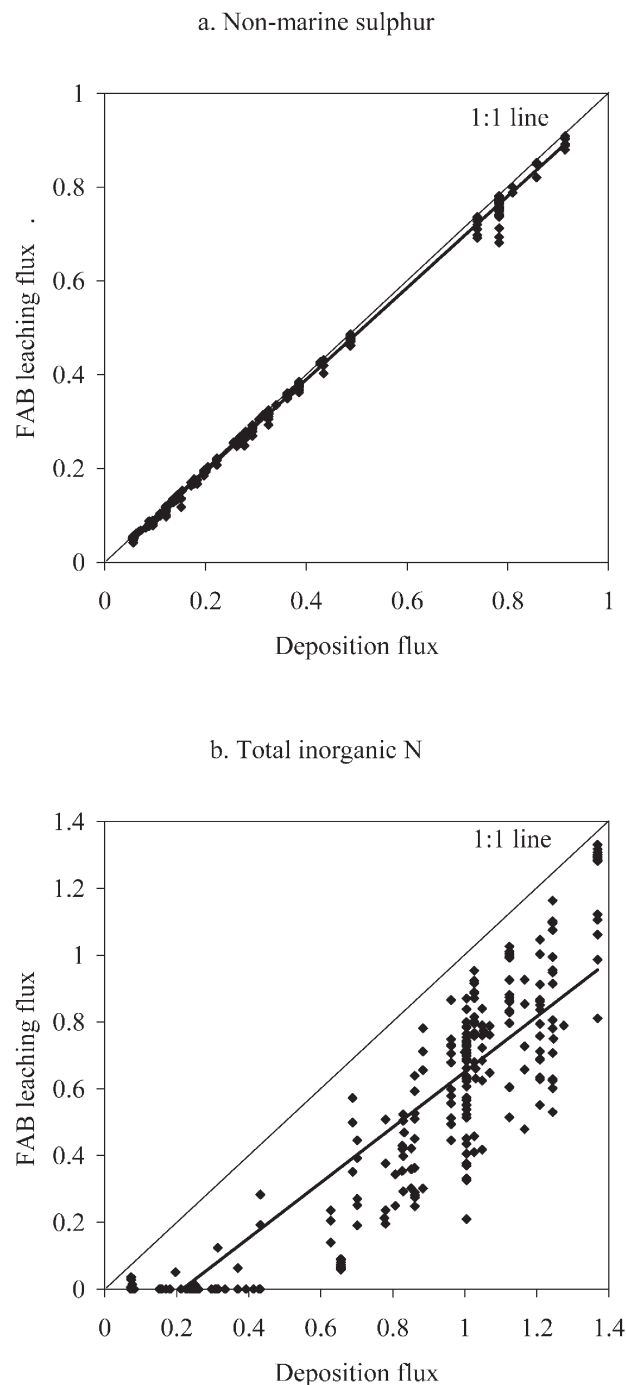 a. Non-marine sulphur
1
1:1 line
0.8
0.6
0.4
0.2
0
FAB leaching flux .
0 0.2 0.4 0.6 0.8 1
Deposition flux
b. Total inorganic N
1.4
1:1 line
1.2
1
0.8
0.6
0.4
0.2
0
FAB leaching flux
0 0.2 0.4 0.6 0.8 1 1.2 1.4
Deposition flux